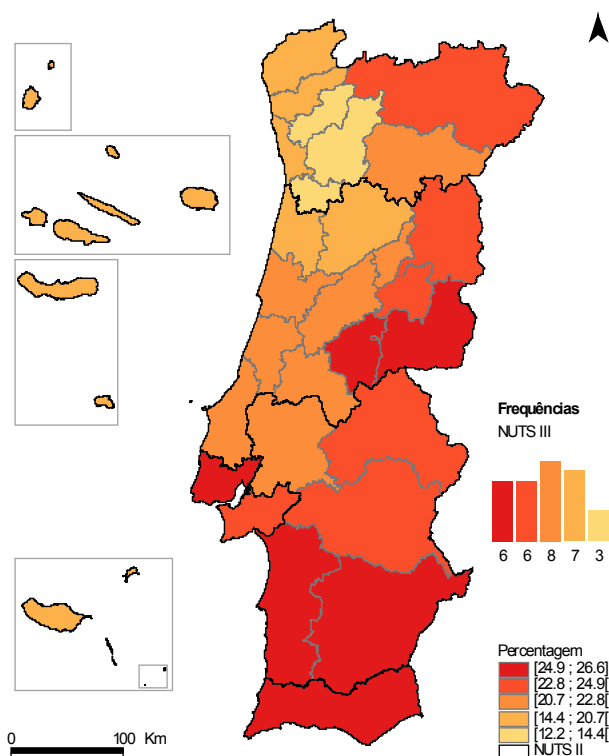 Frequências
NUTS III
6 6 8 7 3
Percentagem
[24.9 ; 26.6]
[22.8 ; 24.9[
[20.7 ; 22.8[
[14.4 ; 20.7[
[12.2 ; 14.4[
NUTS II
0 100 Km